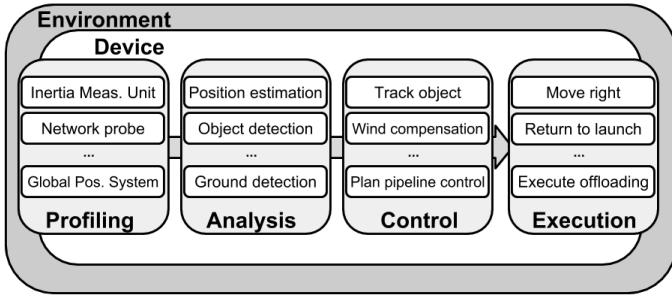 Environment
Device
Inertia Meas. Unit
Network probe
...
Global Pos. System
Profiling
Position estimation
Object detection
...
Ground detection
Analysis
Track object
Wind compensation
...
Plan pipeline control
Control
Move right
Return to launch
...
Execute offloading
Execution